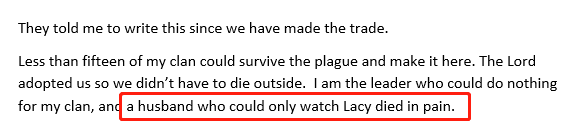 They told me to write this since we have made the trade.
Less than fifteen of my clan could survive the plague and make it here. The Lord
adopted us so we didn’t have to die outside.  I am the leader who could do nothing
for my clan, and a husband who could only watch Lacy died in pain.